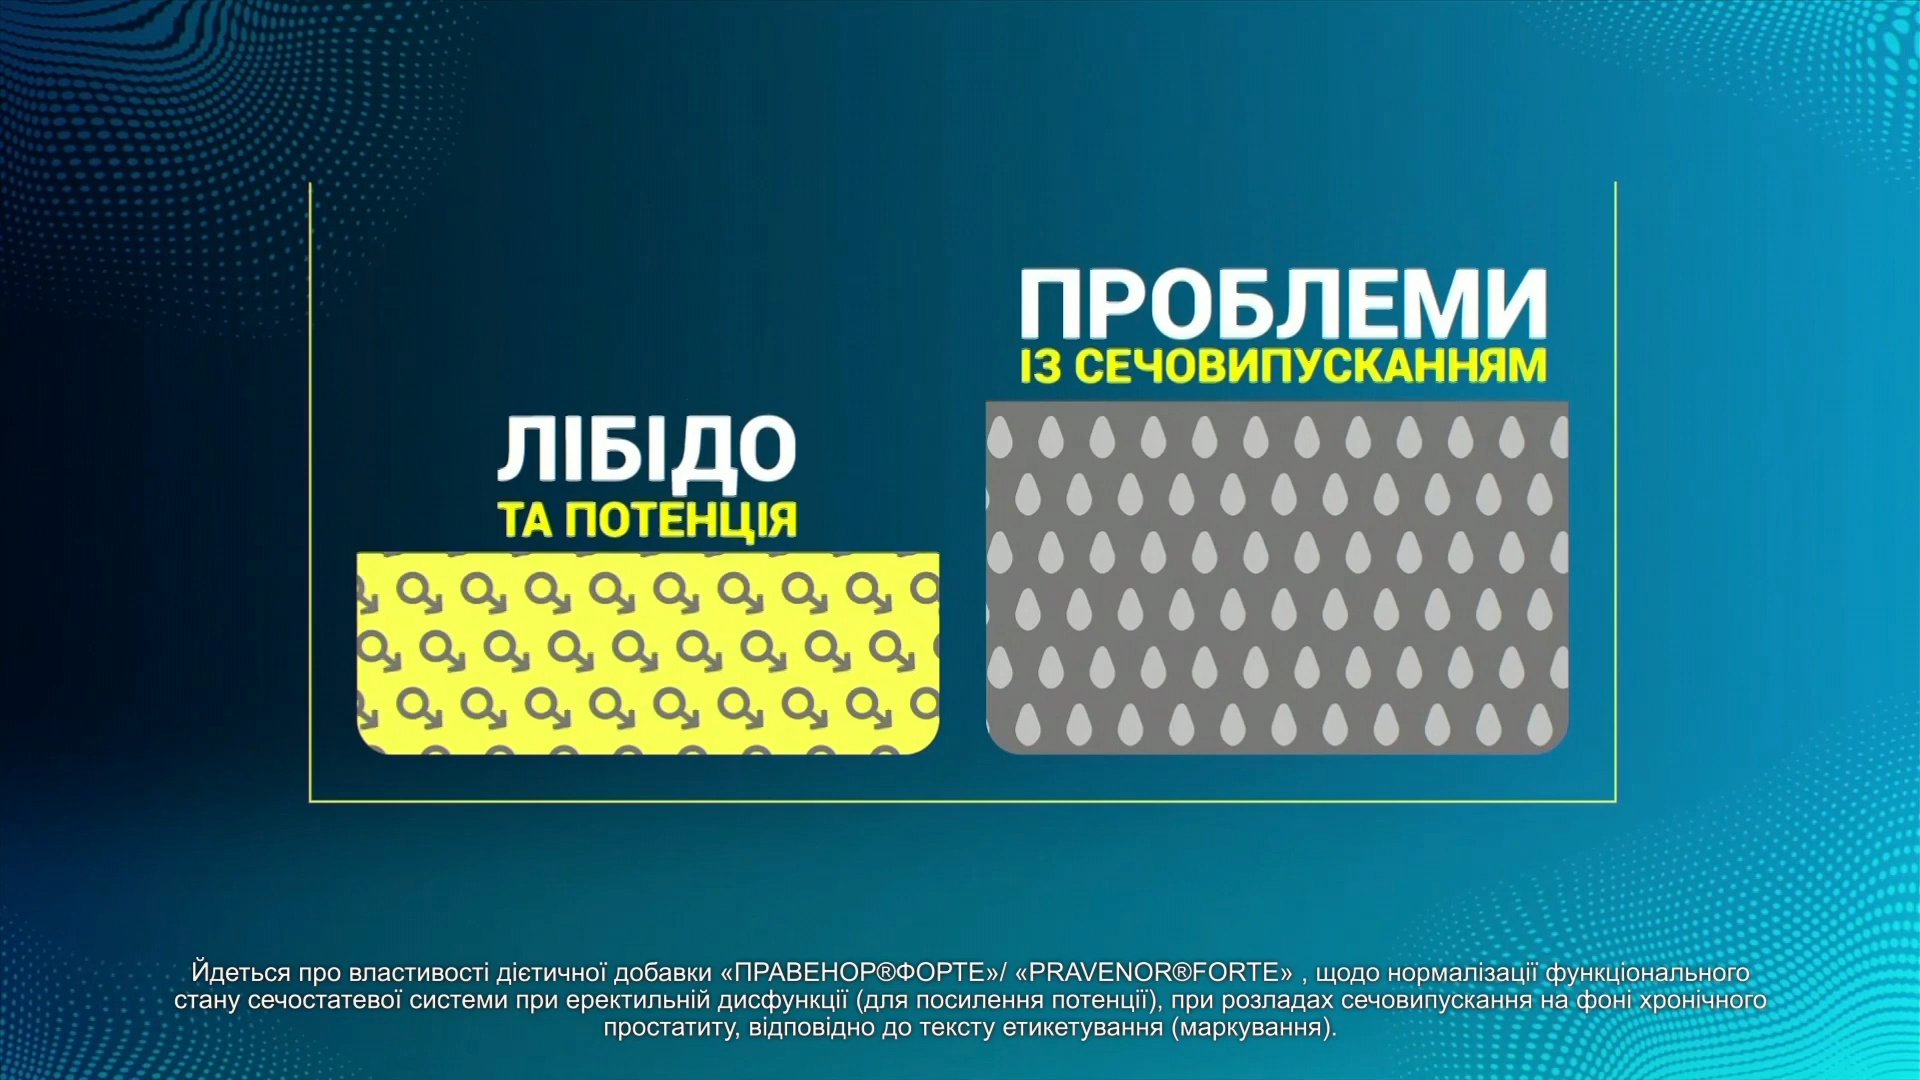 ЛІБІДО
ТА ПОТЕНЦІЯ
ПРОБЛЕМИ
ІЗ СЕЧОВИПУСКАННЯМ
Йдеться про властивості дієтичної добавки «ПРАВЕНОР®ФОРТЕ»/ «PRAVENOR®FORTE» , щодо нормалізації функціонального
стану сечостатевої системи при еректильній дисфункції (для посилення потенції), при розладах сечовипускання на фоні хронічного
простатиту, відповідно до тексту етикетування (маркування).